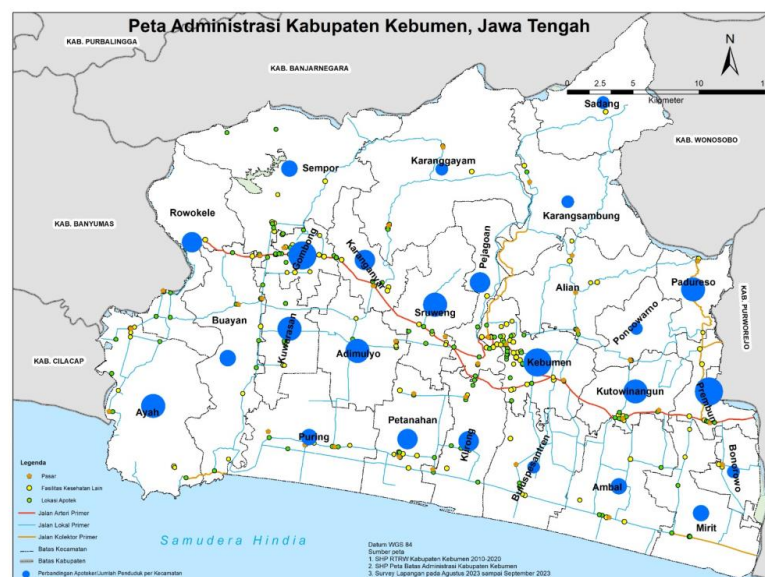 Peta Administrasi Kabupaten Kebumen, Jawa Tengah
KAB. PURBALINGGA
KAB. BANJARNEGARA
N
0 2.5 5 10 15
Kilometer
Sadang
KAB. WONOSOBO
Sempor
Karanggayam
Rowokele
Karangsambung
KAB. BANYUMAS
Gombong
Karanganyar
Pejagoan
Alian
Padureso
Sruweng
Buayan
Kuwarasan
Adimulyo
Poncowarno
KAB. PURWOREJO
KAB. CILACAP
Kebumen
Kutowinangun
Prembun
Ayah
Petanahan
Puring
Klirong
Buluspesantren
Bonorowo
Ambal
Mirit
Samudera Hindia
Legenda
Pasar
Fasilitas Kesehatan Lain
Lokasi Apotek
Jalan Arteri Primer
Jalan Lokal Primer
Jalan Kolektor Primer
Batas Kecamatan
Batas Kabupaten
Perbandingan Apoteker/Jumlah Penduduk per Kecamatan
Datum WGS 84
Sumber peta
1. SHP RTRW Kabupaten Kebumen 2010-2020
2. SHP Peta Batas Administrasi Kabupaten Kebumen
3. Survey Lapangan pada Agustus 2023 sampai September 2023